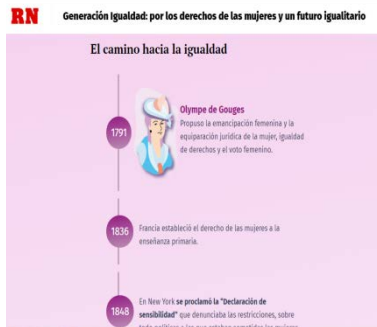 RN
Generación Igualdad: por los derechos de las mujeres y un futuro igualitario
El camino hacia la igualdad
1791
Olympe de Gouges
Propuso la emancipación femenina y la
equiparación jurídica de la mujer, igualdad
de derechos y el voto femenino.
1836
Francia estableció el derecho de las mujeres a la
enseñanza primaria.
1848
En New York se proclamó la "Declaración de
sensibilidad" que denunciaba las restricciones, sobre